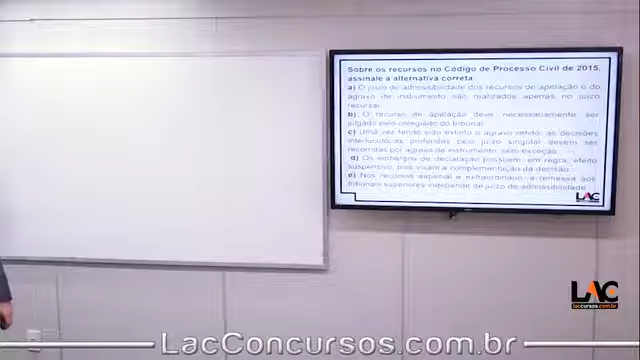 Sobre os recursos no Código de Processo Civil de 2015,
assinale a alternativa correta:
a) O juízo de admissibilidade dos recursos de apelação e do
agravo de instrumento são realizados apenas no juízo
recursal.
b) O recurso de apelação deve necessariamente ser
julgado pelo colegiado do tribunal.
c) Uma vez tendo sido extinto o agravo retido, as decisões
interlocutórias proferidas pelo juízo singular devem ser
recorridas por agravo de instrumento, sem exceção.
d) Os embargos de declaração possuem, em regra, efeito
suspensivo, pois visam a complementação da decisão.
e) Nos recursos especial e extraordinário, a remessa aos
tribunais superiores independe de juízo de admissibilidade.
LAC
LAC
lacconcursos.com.br
LacConcursos.com.br